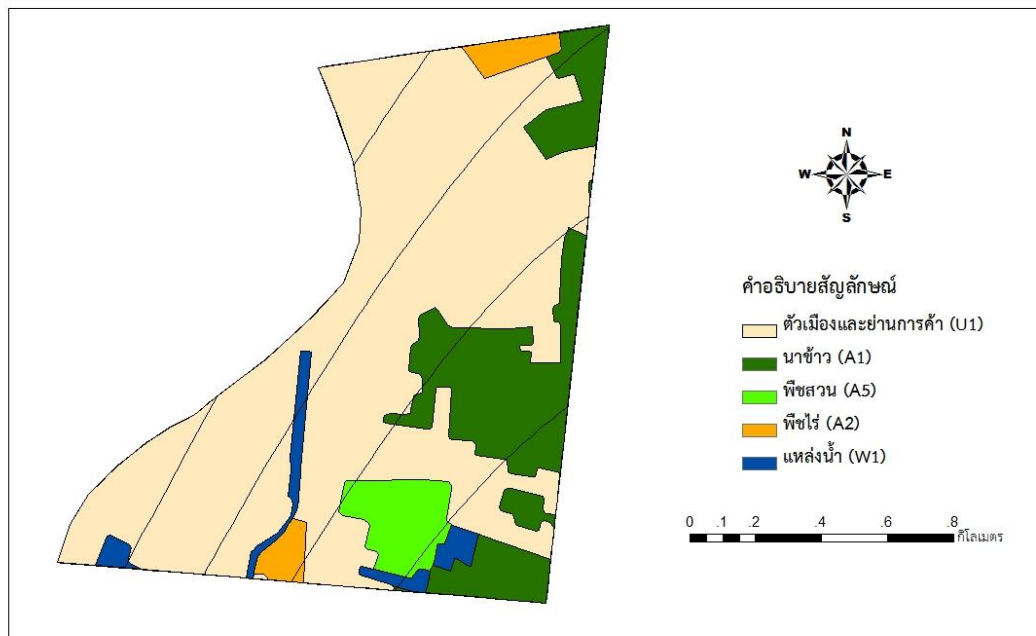 N
W E
S
คำอธิบายสัญลักษณ์
ตัวเมืองและย่านการค้า (U1)
นาข้าว (A1)
พืชสวน (A5)
พืชไร่ (A2)
แหล่งน้ำ (W1)
0 .1 .2 .4 .6 .8
กิโลเมตร